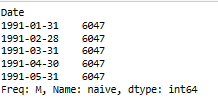 Date
1991-01-31    6047
1991-02-28    6047
1991-03-31    6047
1991-04-30    6047
1991-05-31    6047
Freq: M, Name: naive, dtype: int64